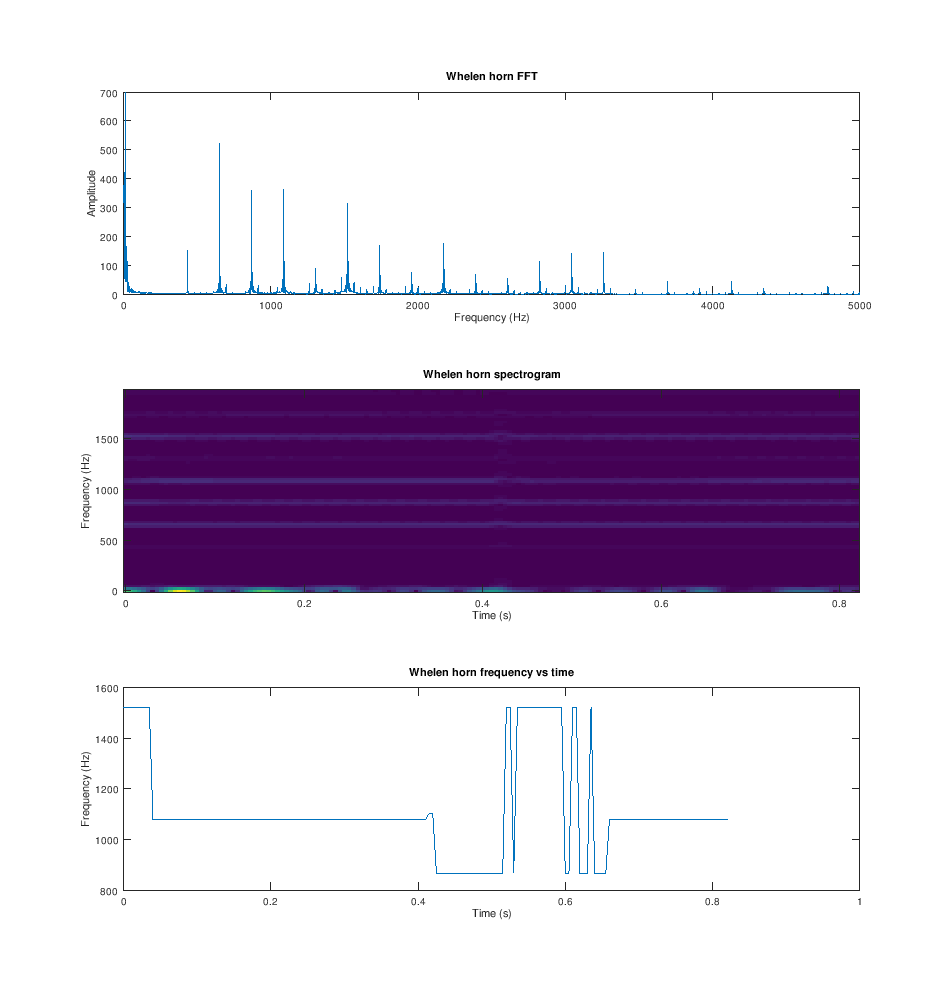 Whelen horn FFT
700
600
500
400
300
200
100
0
Amplitude
0 1000 2000 3000 4000 5000
Frequency (Hz)
Whelen horn spectrogram
1500
1000
500
0
Frequency (Hz)
0 0.2 0.4 0.6 0.8
Time (s)
Whelen horn frequency vs time
1600
1400
1200
1000
800
Frequency (Hz)
0 0.2 0.4 0.6 0.8 1
Time (s)